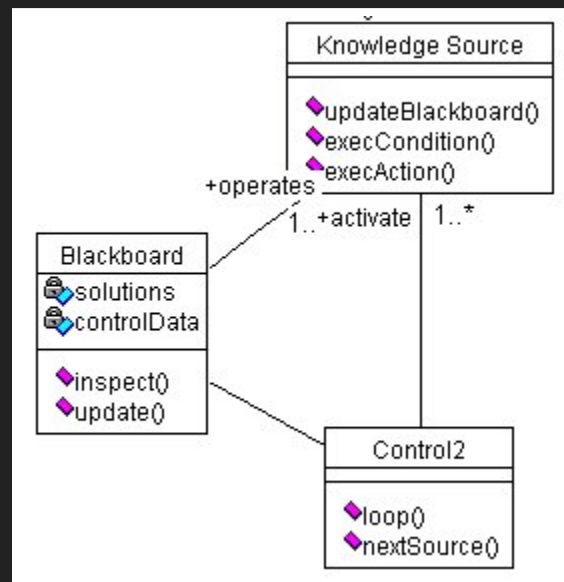 Knowledge Source
updateBlackboard()
execCondition()
execAction()
+operates
1..
+activate
1..*
Blackboard
solutions
controlData
inspect()
update()
Control2
loop()
nextSource()